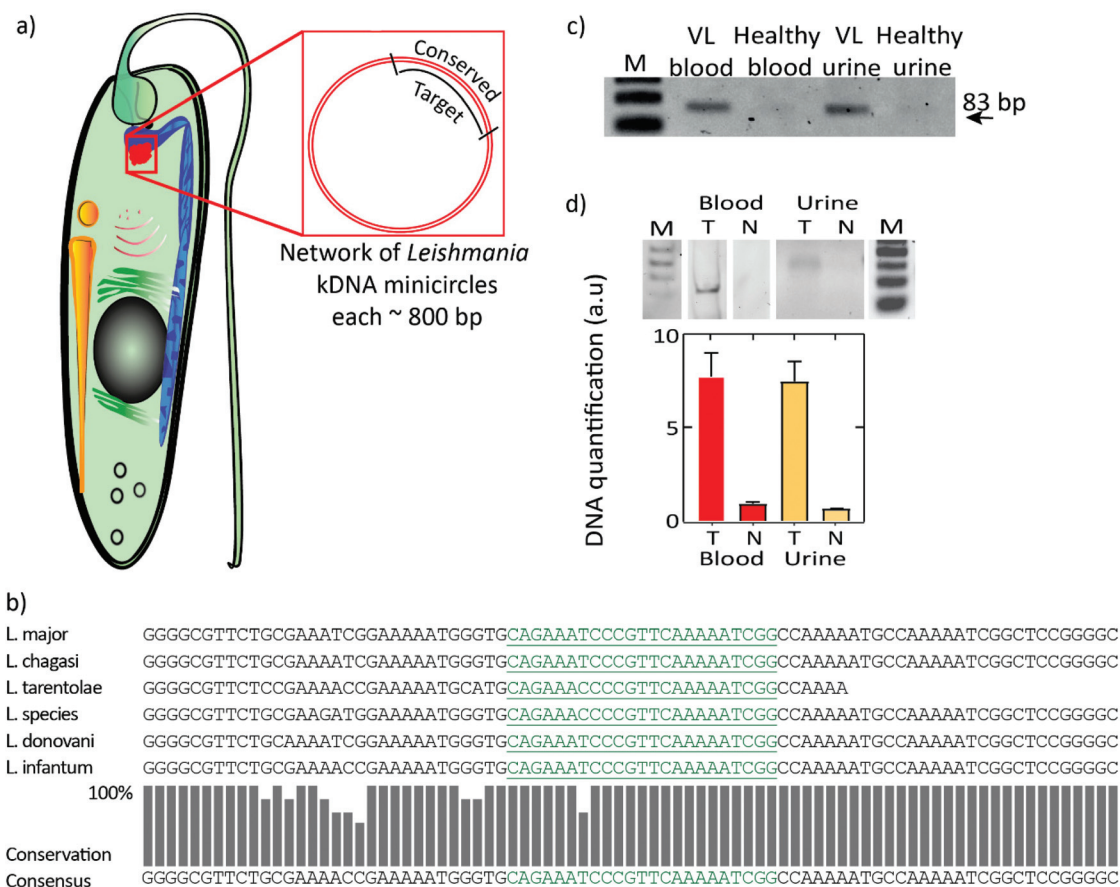 a)
Conserved
Target
Network of Leishmania
kDNA minicircles
each ~ 800 bp
c)
VL Healthy VL Healthy
M blood blood urine urine
83 bp
d)
Blood Urine
M T N T N M
DNA quantification (a.u)
10
5
0
T N T N
Blood Urine
b)
L. major GGGGCGTTCTGCGAAATCGGAAAAATGGGTGCAGAAATCCCGTTCAAAAATCGGCCAAAAATGCCAAAAATCGGCTCCGGGGC
L. chagasi GGGGCGTTCTGCGAAAATCGAAAAATGGGTGCAGAAATCCCGTTCAAAAATCGGCCAAAAATGCCAAAAATCGGCTCCGGGGC
L. tarentolae GGGGCGTTCTCCGAAAACCGAAAAATGCATGCAGAAACCCCGTTCAAAAATCGGCCAAAA
L. species GGGGCGTTCTGCGAAGATGGAAAAATGGGTGCAGAAACCCCGTTCAAAAATCGGCCAAAAATGCCAAAAATCGGCTCCGGGGC
L. donovani GGGGCGTTCTGCAAAATCGGAAAAATGGGTGCAGAAATCCCGTTCAAAAATCGGCCAAAAATGCCAAAAATCGGCTCCGGGGC
L. infantum GGGGCGTTCTGCGAAAACCGAAAAATGGGTGCAGAAATCCCGTTCAAAAATCGGCCAAAAATGCCAAAAATCGGCTCCGGGGC
100%
Conservation
Consensus GGGGCGTTCTGCGAAAACCGAAAAATGGGTGCAGAAATCCCGTTCAAAAATCGGCCAAAAATGCCAAAAATCGGCTCCGGGGC